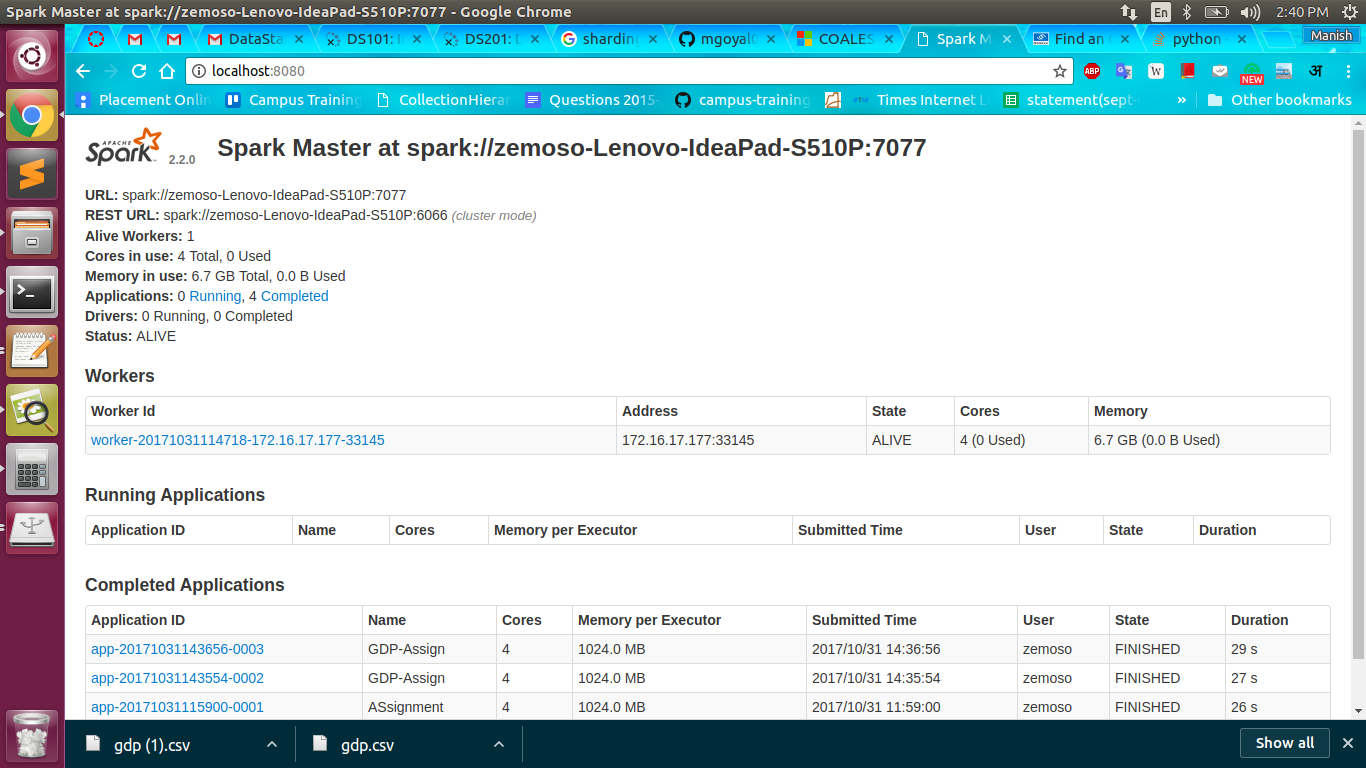 Spark Master at spark://zemoso-Lenovo-IdeaPad-S510P:7077 - Google Chrome
En
2:40 PM
DataSta
DS101: I
DS201: D
sharding
mgoyal0
COALES
Spark M
Find an
python -
Manish
localhost:8080
ABP
W
NEW
अ
Placement Onlin
Campus Training
CollectionHierar
Questions 2015-
campus-training
Times Internet L
statement(sept-
»
Other bookmarks
APACHE
Spark
2.2.0
Spark Master at spark://zemoso-Lenovo-IdeaPad-S510P:7077
URL: spark://zemoso-Lenovo-IdeaPad-S510P:7077
REST URL: spark://zemoso-Lenovo-IdeaPad-S510P:6066 (cluster mode)
Alive Workers: 1
Cores in use: 4 Total, 0 Used
Memory in use: 6.7 GB Total, 0.0 B Used
Applications: 0 Running, 4 Completed
Drivers: 0 Running, 0 Completed
Status: ALIVE
Workers
Worker Id Address State Cores Memory
worker-20171031114718-172.16.17.177-33145 172.16.17.177:33145 ALIVE 4 (0 Used) 6.7 GB (0.0 B Used)
Running Applications
Application ID Name Cores Memory per Executor Submitted Time User State Duration
Completed Applications
Application ID Name Cores Memory per Executor Submitted Time User State Duration
app-20171031143656-0003 GDP-Assign 4 1024.0 MB 2017/10/31 14:36:56 zemoso FINISHED 29 s
app-20171031143554-0002 GDP-Assign 4 1024.0 MB 2017/10/31 14:35:54 zemoso FINISHED 27 s
app-20171031115900-0001 ASsignment 4 1024.0 MB 2017/10/31 11:59:00 zemoso FINISHED 26 s
gdp (1).csv
gdp.csv
Show all